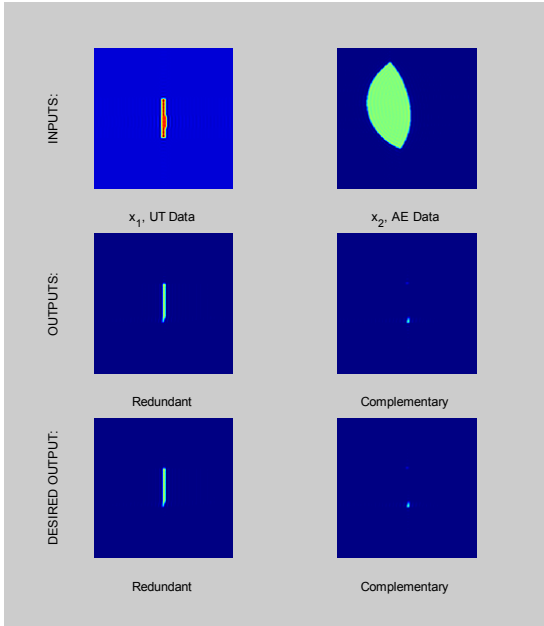 INPUTS:
x1, UT Data
x2, AE Data
OUTPUTS:
Redundant
Complementary
DESIRED OUTPUT:
Redundant
Complementary